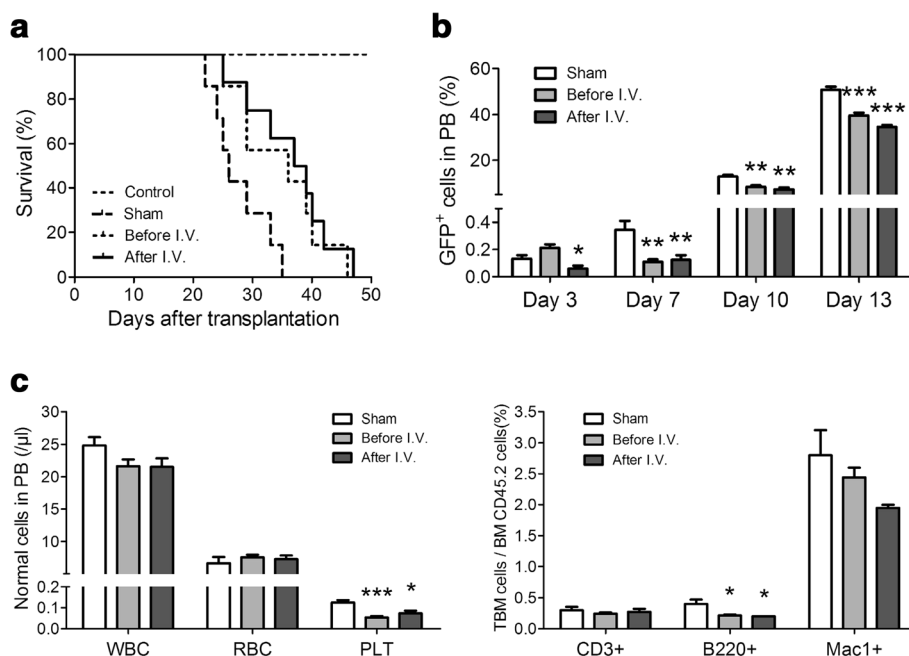 a
100
80
60
40
20
0
Survival (%)
Control
Sham
Before I.V.
After I.V.
0 10 20 30 40 50
Days after transplantation
b
60
40
20
0.4
0.2
0.0
GFP+ cells in PB (%)
Sham
Before I.V.
After I.V.
*
** **
** **
*** ***
Day 3 Day 7 Day 10 Day 13
c
30
25
20
15
10
5
0.2
0.1
0.0
Normal cells in PB (/μl)
Sham
Before I.V.
After I.V.
*** *
WBC RBC PLT
3.5
3.0
2.5
2.0
1.5
1.0
0.5
0.0
TBM cells / BM CD45.2 cells(%)
Sham
Before I.V.
After I.V.
* *
CD3+ B220+ Mac1+